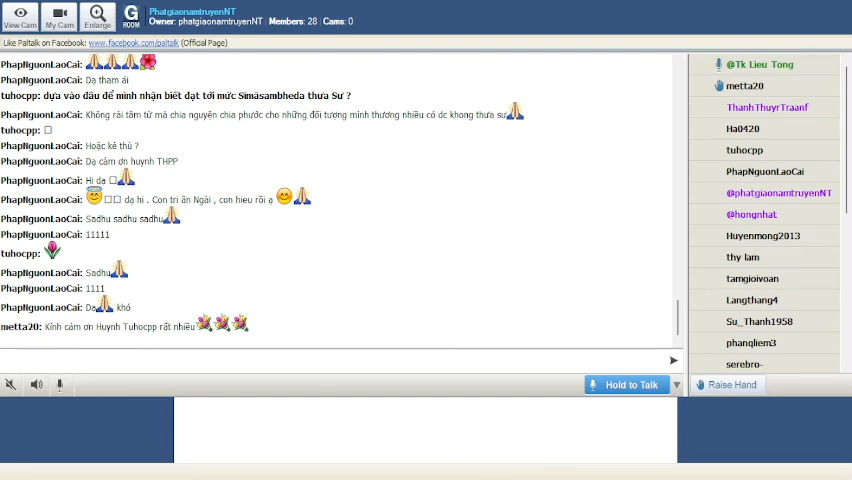 View Cam
My Cam
Enlarge
G
ROOM
PhatgiaonamtruyenNT
Owner: phatgiaonamtruyenNT | Members: 28 | Cams: 0
Like Paltalk on Facebook: www.facebook.com/paltalk (Official Page)
PhapNguonLaoCai:
PhapNguonLaoCai: Dạ tham ái
tuhocpp: dựa vào đâu để mình nhận biết đạt tới mức Sīmāsambheda thưa Sư ?
PhapNguonLaoCai: Không rải tâm từ mà chia nguyện chia phước cho những đối tượng mình thương nhiều có dc khong thưa sư
tuhocpp:
PhapNguonLaoCai: Hoặc kẻ thù ?
PhapNguonLaoCai: Dạ cảm ơn huynh THPP
PhapNguonLaoCai: Hi dạ
PhapNguonLaoCai: dạ hi . Con tri ân Ngài , con hieu rồi ạ
PhapNguonLaoCai: Sadhu sadhu sadhu
PhapNguonLaoCai: 11111
tuhocpp:
PhapNguonLaoCai: Sadhu
PhapNguonLaoCai: 1111
PhapNguonLaoCai: Dạ khó
metta20: Kính cám ơn Huynh Tuhocpp rất nhiều
Hold to Talk
@Tk Lieu Tong
metta20
ThanhThuyrTraanf
Ha0420
tuhocpp
PhapNguonLaoCai
@phatgiaonamtruyenNT
@hongnhat
Huyenmong2013
thy lam
tamgioivoan
Langthang4
Su_Thanh1958
phanqliem3
serebro-
Raise Hand